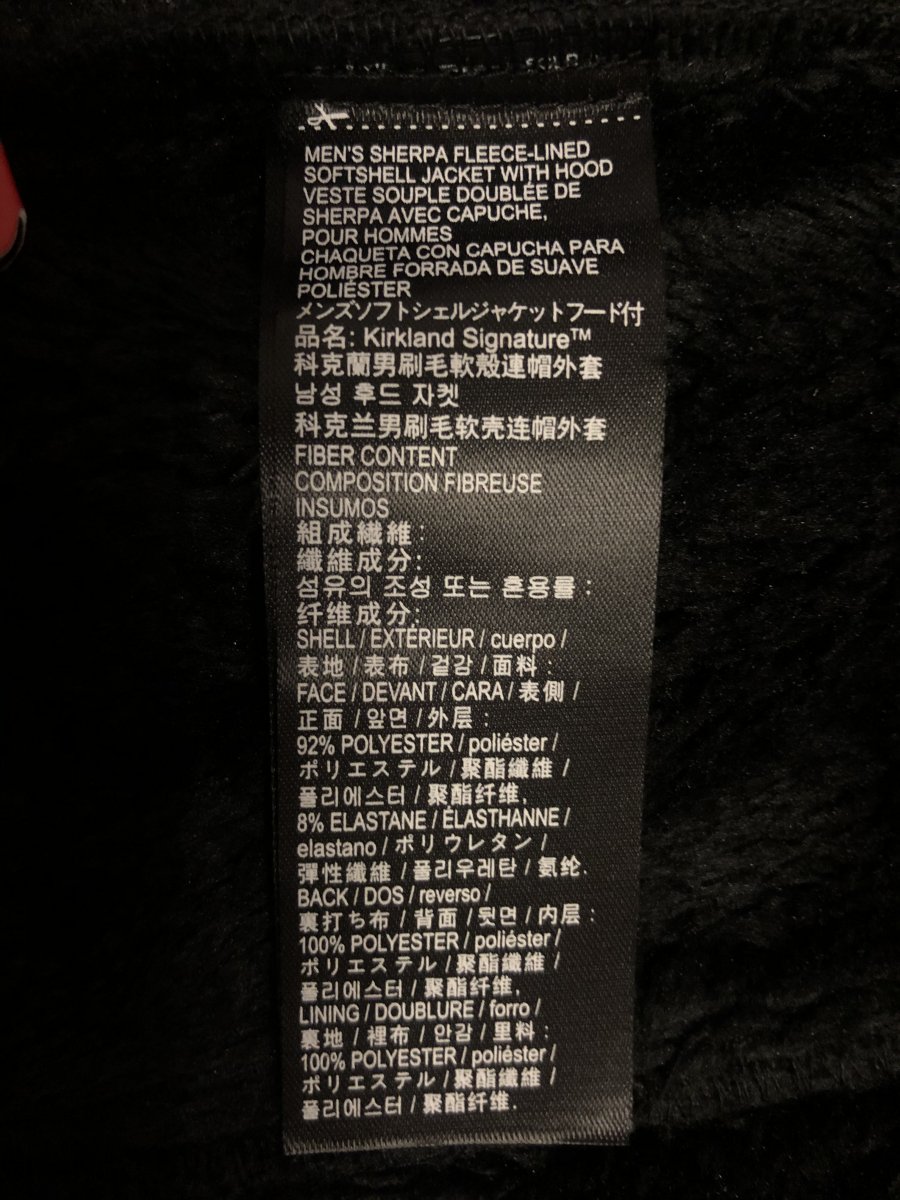 MEN'S SHERPA FLEECE-LINED
SOFTSHELL JACKET WITH HOOD
VESTE SOUPLE DOUBLÉE DE
SHERPA AVEC CAPUCHE,
POUR HOMMES
CHAQUETA CON CAPUCHA PARA
HOMBRE FORRADA DE SUAVE
POLIÉSTER
メンズソフトシェルジャケットフード付
品名: Kirkland Signature™
科克蘭男刷毛軟殼連帽外套
남성 후드 자켓
科克兰男刷毛软壳连帽外套
FIBER CONTENT
COMPOSITION FIBREUSE
INSUMOS
組成繊維 :
纖維成分:
섬유의 조성 또는 혼용률 :
纤维成分:
SHELL / EXTÉRIEUR / cuerpo /
表地 / 表布 / 겉감 / 面料 :
FACE / DEVANT / CARA / 表側 /
正面 / 앞면 / 外层 :
92% POLYESTER / poliéster /
ポリエステル / 聚酯纖維 /
폴리에스터 / 聚酯纤维,
8% ELASTANE / ÉLASTHANNE /
elastano / ポリウレタン /
彈性纖維 / 폴리우레탄 / 氨纶.
BACK / DOS / reverso /
裏打ち布 / 背面 / 뒷면 / 内层 :
100% POLYESTER / poliéster /
ポリエステル / 聚酯纖維 /
폴리에스터 / 聚酯纤维,
LINING / DOUBLURE / forro /
裏地 / 裡布 / 안감 / 里料 :
100% POLYESTER / poliéster /
ポリエステル / 聚酯纖維 /
폴리에스터 / 聚酯纤维.